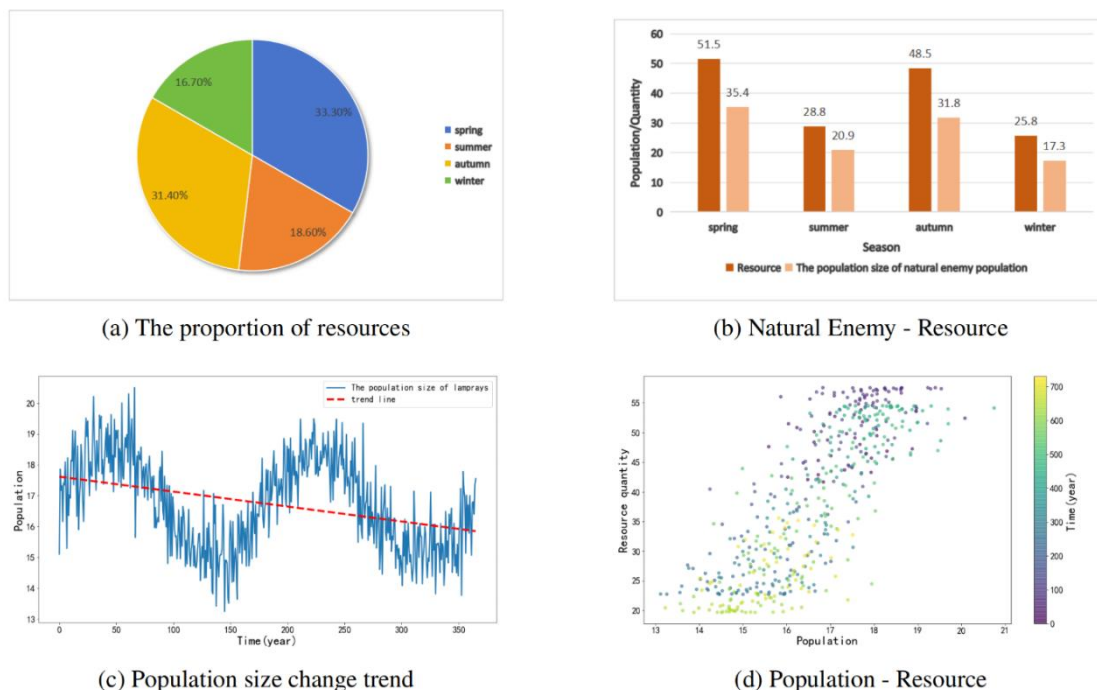 16.70%
33.30%
31.40%
18.60%
spring
summer
autumn
winter
(a) The proportion of resources
Population/Quantity
60
50
40
30
20
10
0
51.5
35.4
28.8
20.9
48.5
31.8
25.8
17.3
spring
summer
autumn
winter
Season
Resource
The population size of natural enemy population
(b) Natural Enemy - Resource
The population size of lamprays
trend line
Population
20
19
18
17
16
15
14
13
0
50
100
150
200
250
300
350
Time(year)
(c) Population size change trend
Resource quantity
55
50
45
40
35
30
25
20
13
14
15
16
17
18
19
20
21
Population
700
600
500
400
300
200
100
0
Time(year)
(d) Population - Resource